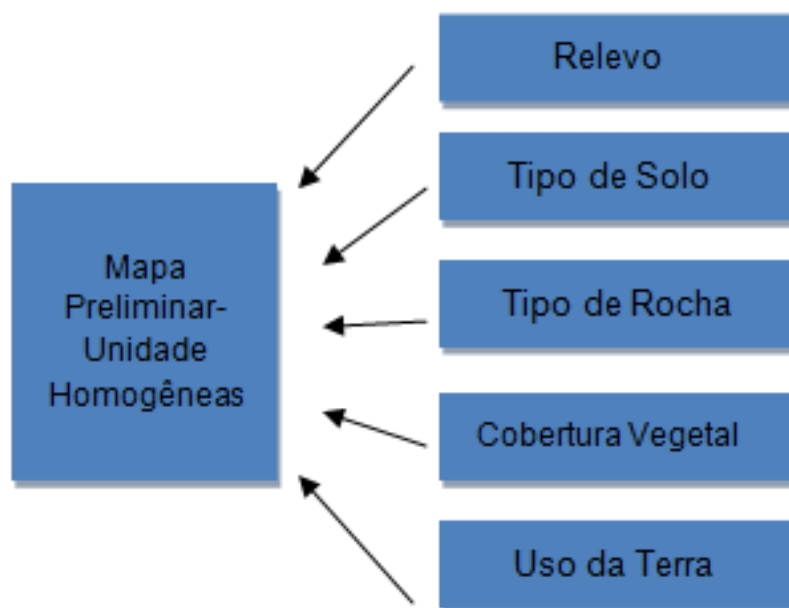 Relevo
Tipo de Solo
Mapa
Preliminar-
Unidade
Homogêneas
Tipo de Rocha
Cobertura Vegetal
Uso da Terra